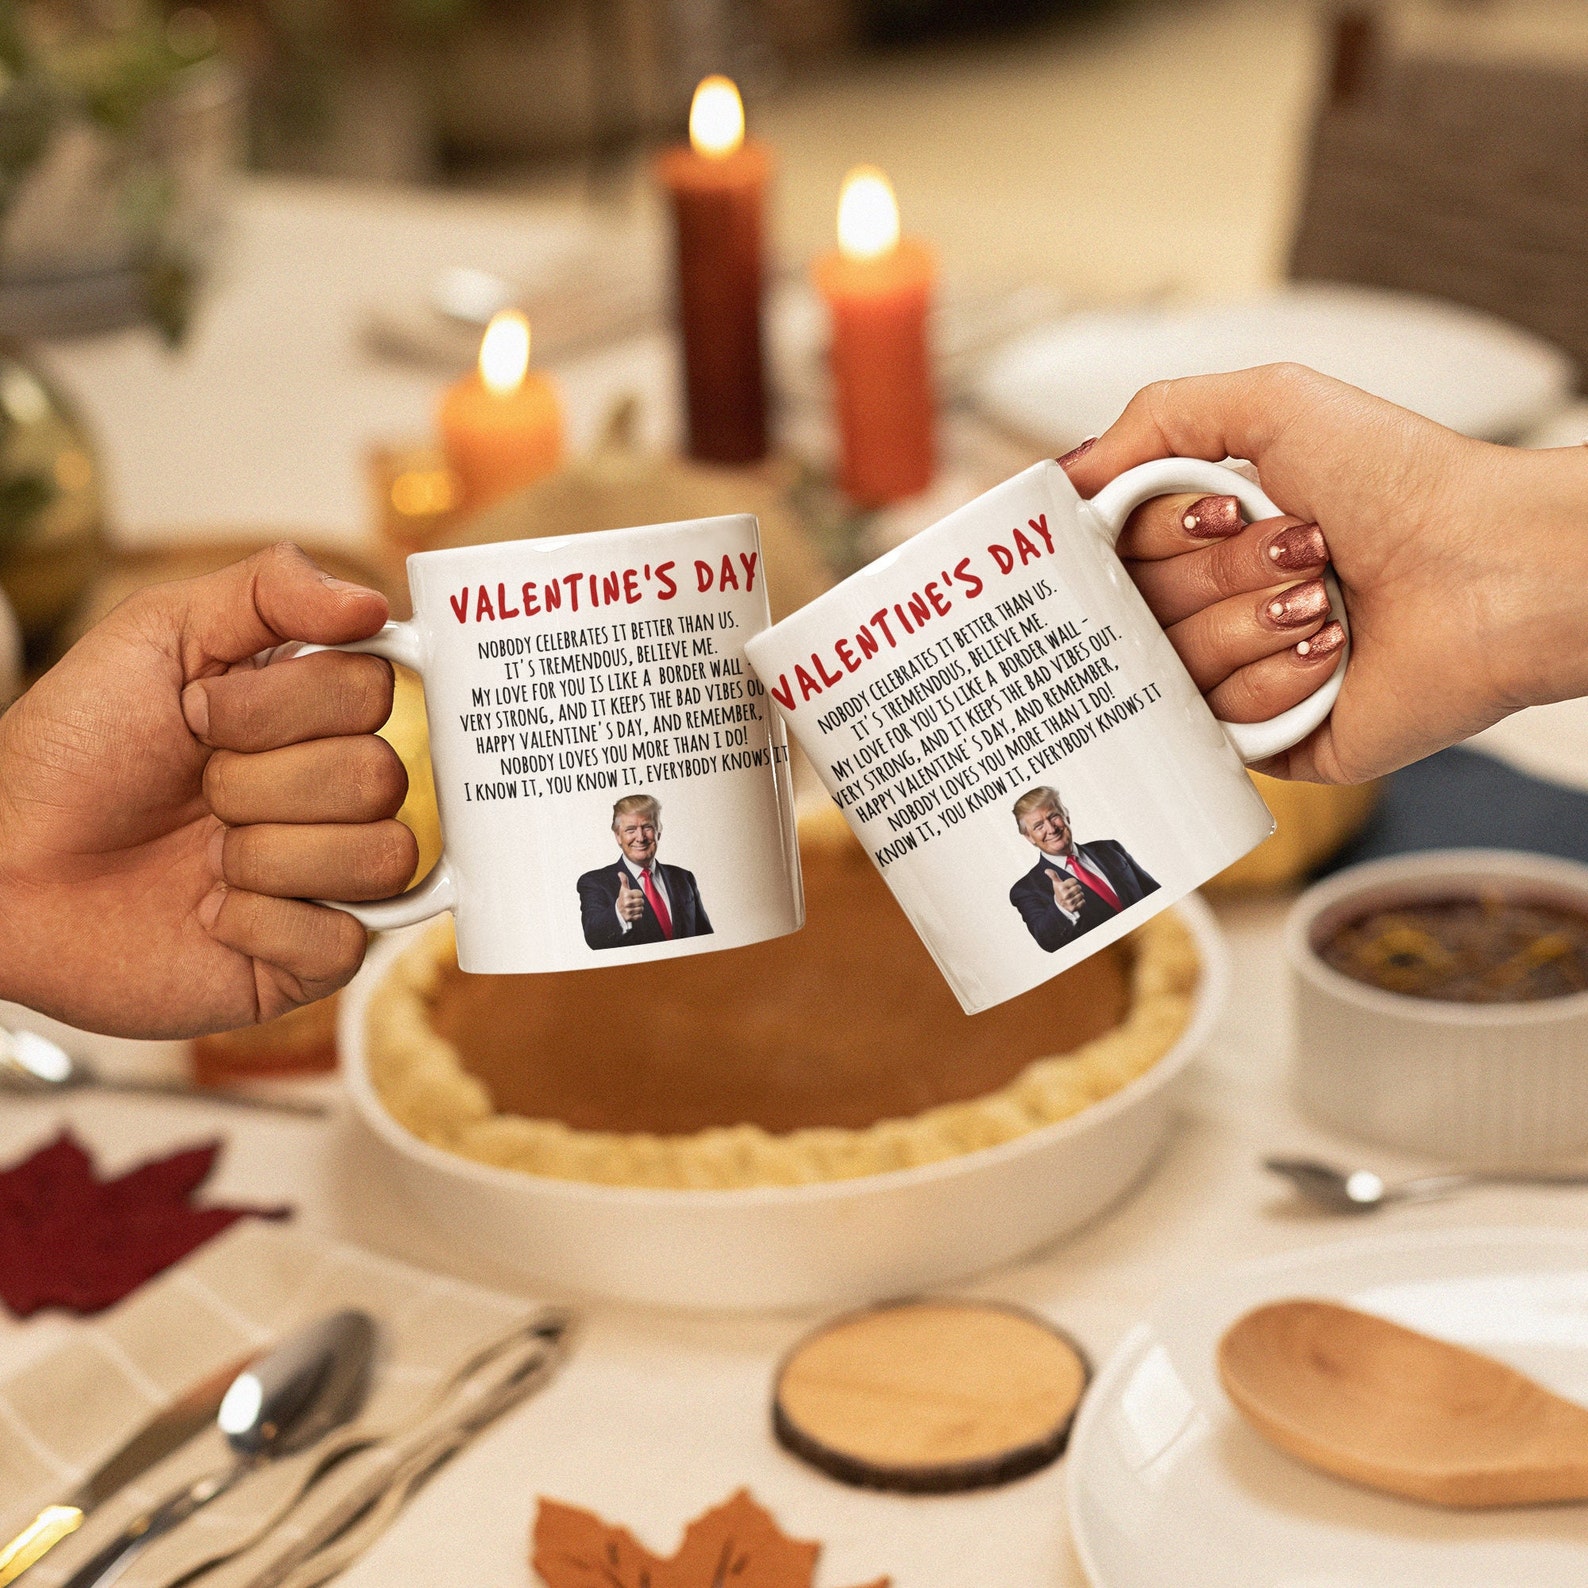 VALENTINE'S DAY
NOBODY CELEBRATES IT BETTER THAN US.
IT'S TREMENDOUS, BELIEVE ME.
MY LOVE FOR YOU IS LIKE A BORDER WALL -
VERY STRONG, AND IT KEEPS THE BAD VIBES OU
HAPPY VALENTINE'S DAY, AND REMEMBER,
NOBODY LOVES YOU MORE THAN I DO!
I KNOW IT, YOU KNOW IT, EVERYBODY KNOWS IT
VALENTINE'S DAY
NOBODY CELEBRATES IT BETTER THAN US.
IT'S TREMENDOUS, BELIEVE ME.
MY LOVE FOR YOU IS LIKE A BORDER WALL -
VERY STRONG, AND IT KEEPS THE BAD VIBES OUT.
HAPPY VALENTINE'S DAY, AND REMEMBER,
NOBODY LOVES YOU MORE THAN I DO!
KNOW IT, YOU KNOW IT, EVERYBODY KNOWS IT